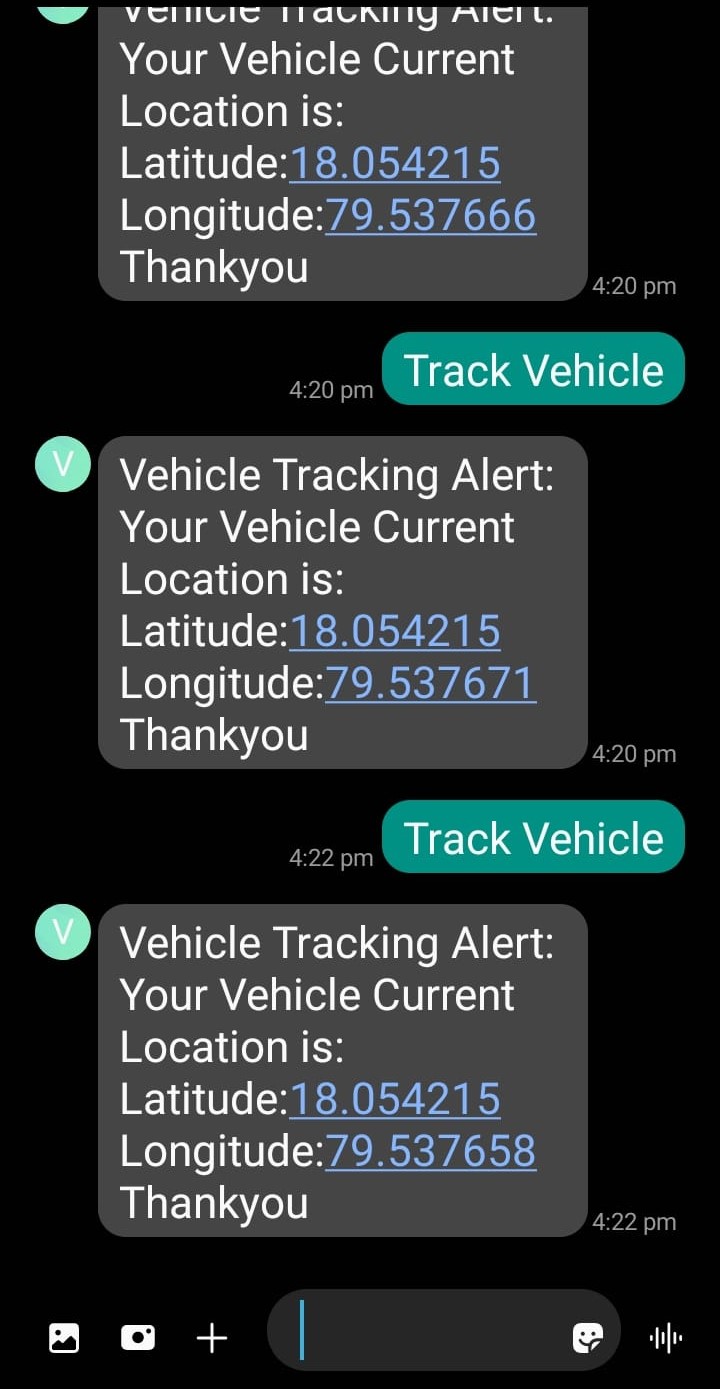 Vehicle Tracking Alert:
Your Vehicle Current
Location is:
Latitude:18.054215
Longitude:79.537666
Thankyou
4:20 pm
Track Vehicle
4:20 pm
V
Vehicle Tracking Alert:
Your Vehicle Current
Location is:
Latitude:18.054215
Longitude:79.537671
Thankyou
4:20 pm
Track Vehicle
4:22 pm
V
Vehicle Tracking Alert:
Your Vehicle Current
Location is:
Latitude:18.054215
Longitude:79.537658
Thankyou
4:22 pm